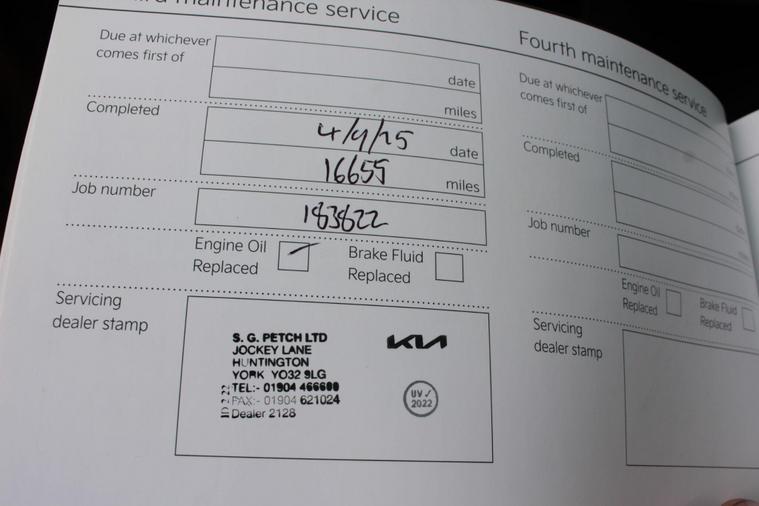 maintenance service
Due at whichever
comes first of
date
miles
Completed
4/9/25
date
16655
miles
Job number
183822
Engine Oil
Replaced
Brake Fluid
Replaced
Servicing
dealer stamp
S. G. PETCH LTD
JOCKEY LANE
HUNTINGTON
YORK YO32 9LG
TEL:- 01904 466600
FAX:- 01904 621024
Dealer 2128
KIA
UV ✓
2022
Fourth maintenance service
Due at whichever
comes first of
Completed
Job number
Engine Oil
Replaced
Brake Fluid
Replaced
Servicing
dealer stamp